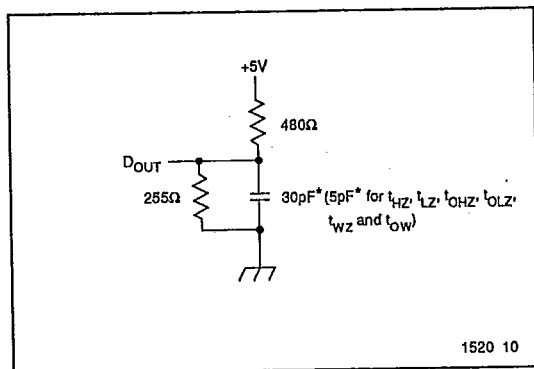 +5V
480Ω
DOUT
255Ω
30pF* (5pF* for tHZ, tLZ, tOHZ, tOLZ,
tWZ and tOW)
1520 10